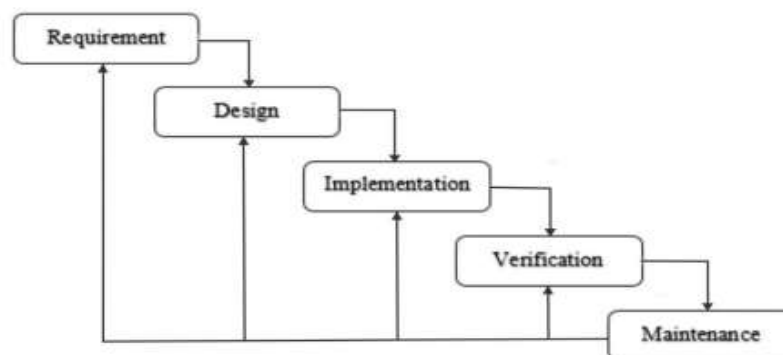 Requirement
Design
Implementation
Verification
Maintenance